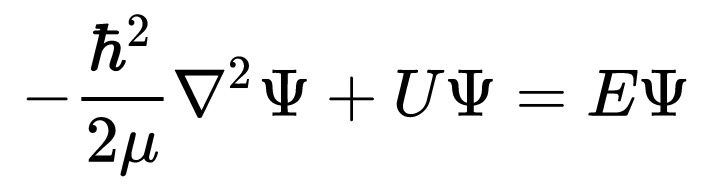 −ħ²/2μ ∇²Ψ + UΨ = EΨ